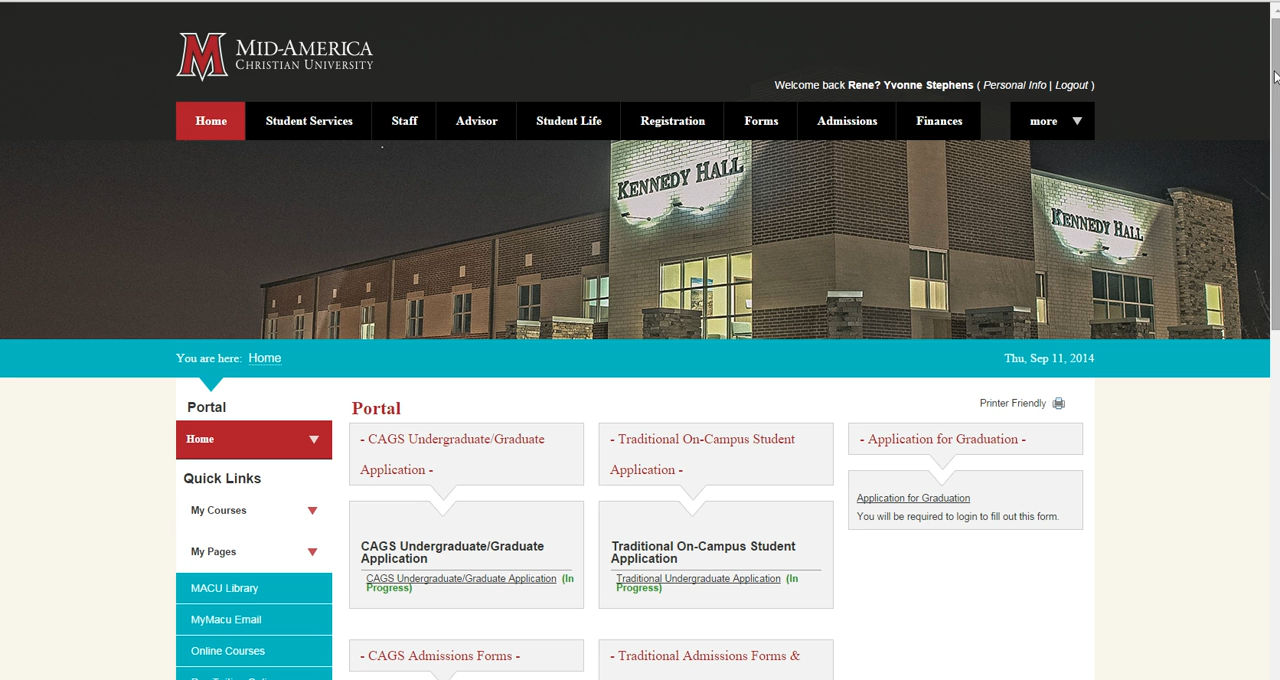 MID-AMERICA
CHRISTIAN UNIVERSITY
Welcome back Rene? Yvonne Stephens ( Personal Info | Logout )
Home Student Services Staff Advisor Student Life Registration Forms Admissions Finances more
KENNEDY HALL
KENNEDY HALL
You are here: Home
Thu, Sep 11, 2014
Portal
Home
Quick Links
My Courses
My Pages
MACU Library
MyMacu Email
Online Courses
Portal
Printer Friendly
- CAGS Undergraduate/Graduate
Application -
CAGS Undergraduate/Graduate
Application
CAGS Undergraduate/Graduate Application (In
Progress)
- Traditional On-Campus Student
Application -
Traditional On-Campus Student
Application
Traditional Undergraduate Application (In
Progress)
- Application for Graduation -
Application for Graduation
You will be required to login to fill out this form.
- CAGS Admissions Forms -
- Traditional Admissions Forms &